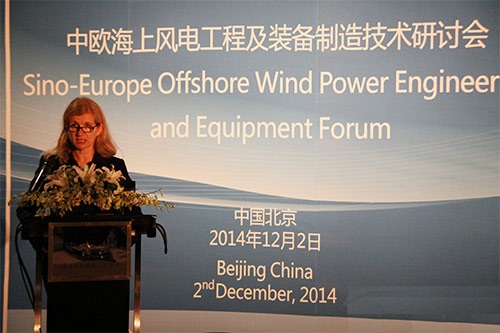 中欧海上风电工程及装备制造技术研讨会
Sino-Europe Offshore Wind Power Engineer
and Equipment Forum
中国北京
2014年12月2日
Beijing China
2nd December, 2014